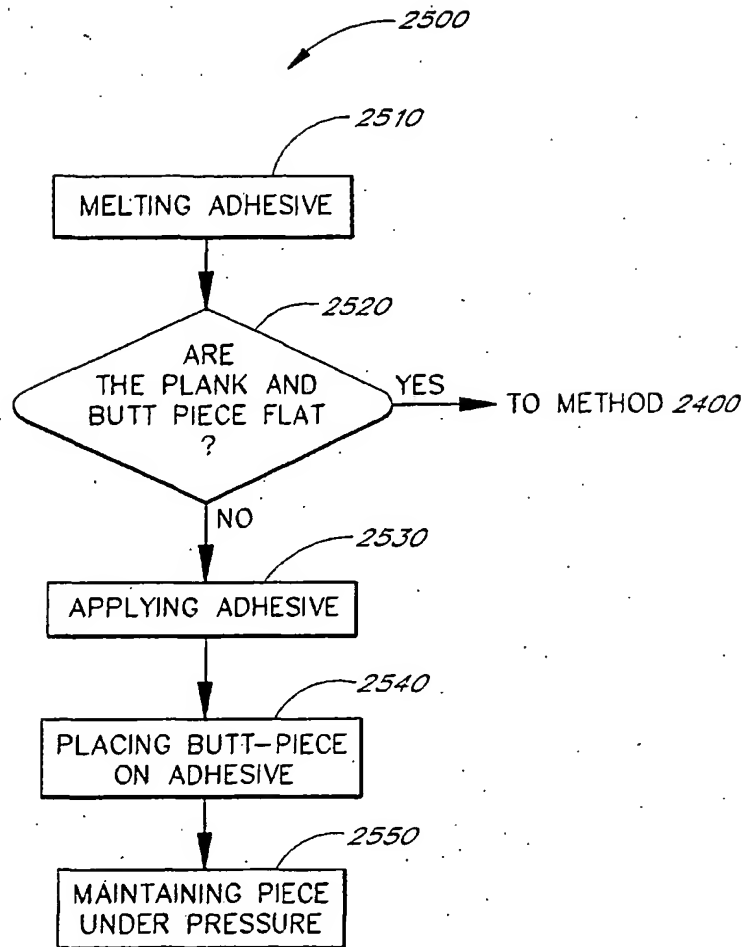 2500
2510
MELTING ADHESIVE
2520
ARE
THE PLANK AND
BUTT PIECE FLAT
?
YES
TO METHOD 2400
NO
2530
APPLYING ADHESIVE
2540
PLACING BUTT-PIECE
ON ADHESIVE
2550
MAINTAINING PIECE
UNDER PRESSURE